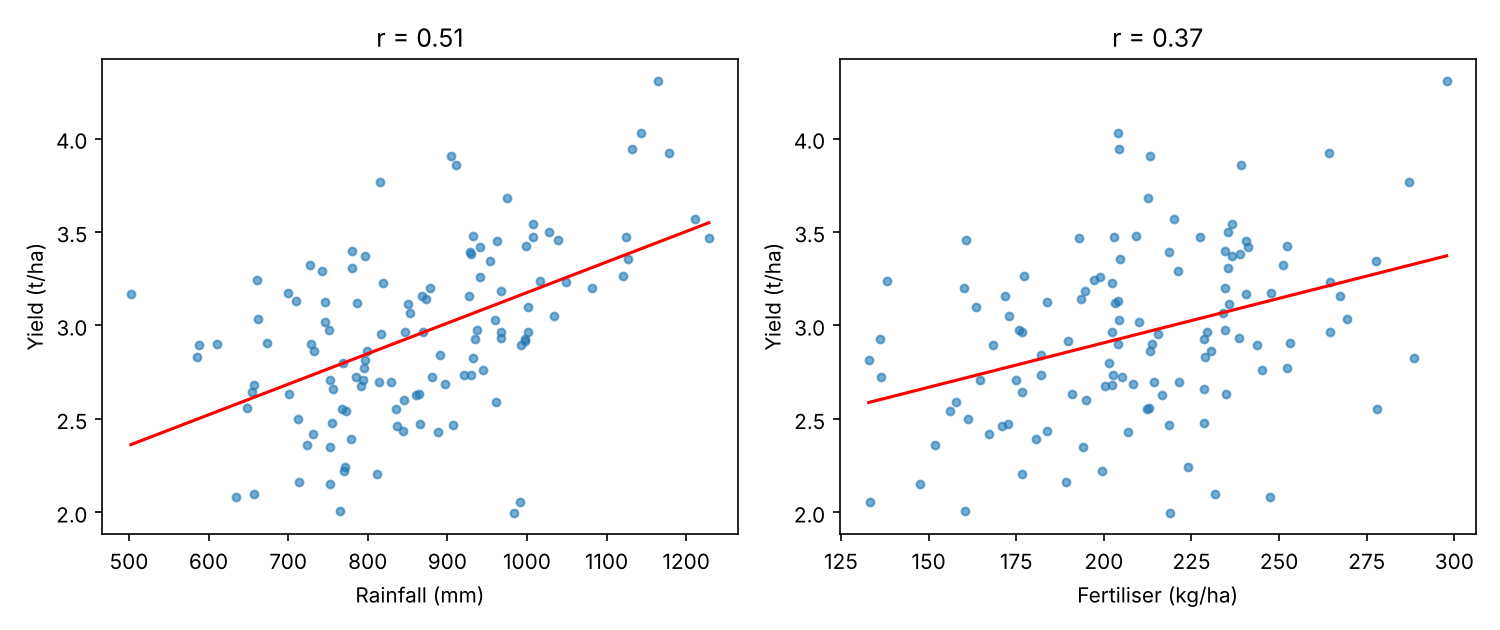 r = 0.51
4.0
3.5
3.0
2.5
2.0
Yield (t/ha)
500 600 700 800 900 1000 1100 1200
Rainfall (mm)
r = 0.37
4.0
3.5
3.0
2.5
2.0
Yield (t/ha)
125 150 175 200 225 250 275 300
Fertiliser (kg/ha)